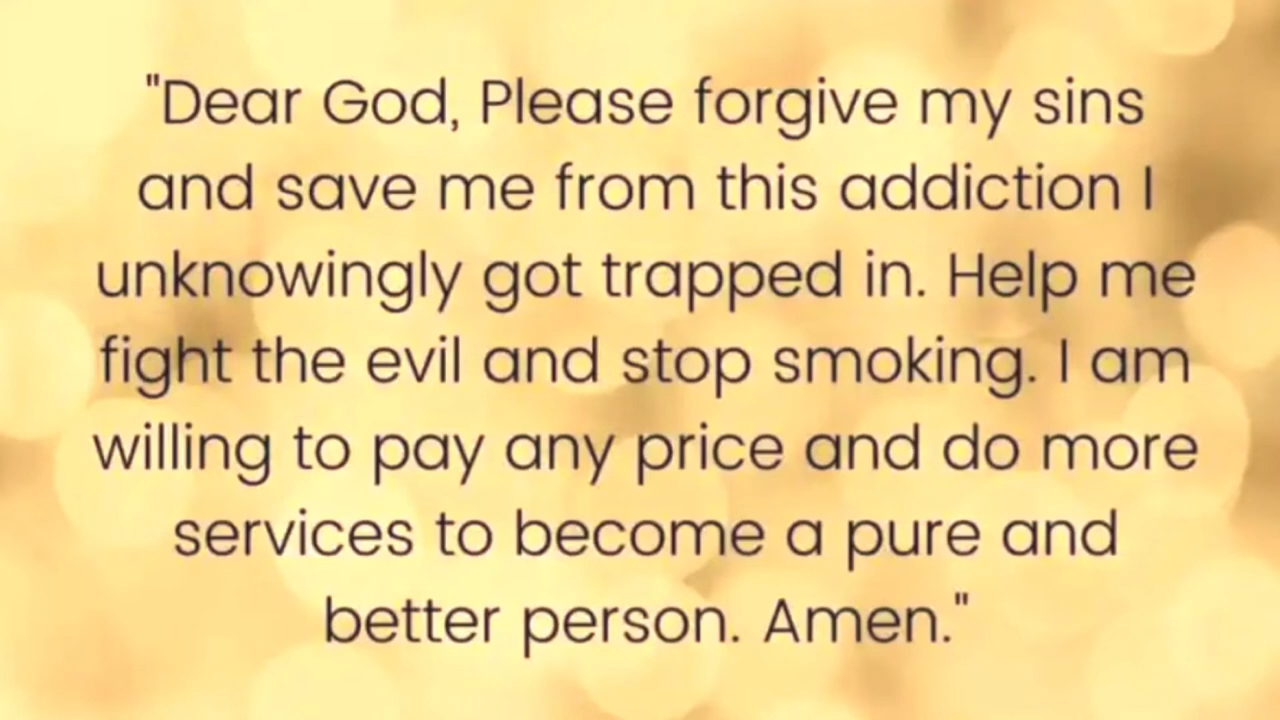 "Dear God, Please forgive my sins
and save me from this addiction I
unknowingly got trapped in. Help me
fight the evil and stop smoking. I am
willing to pay any price and do more
services to become a pure and
better person. Amen."